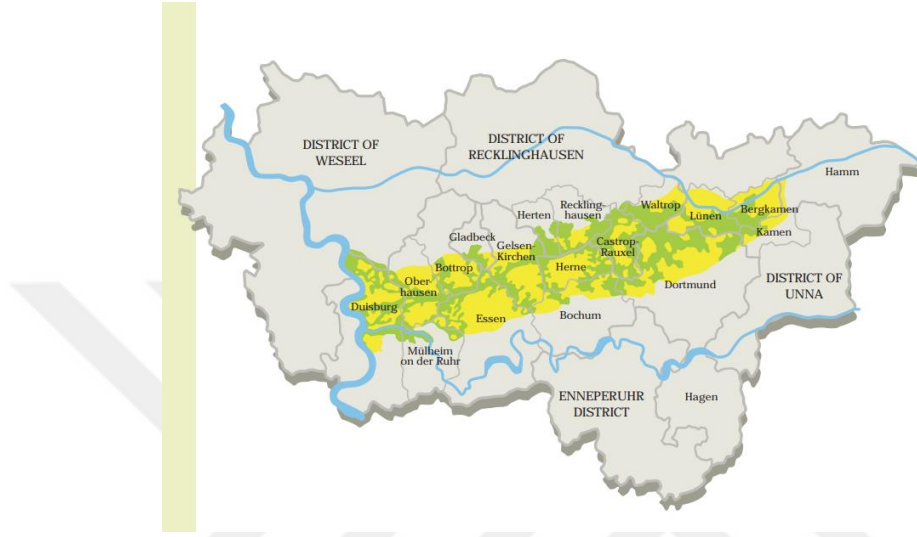 DISTRICT OF
WESEEL
DISTRICT OF
RECKLINGHAUSEN
Hamm
Reckling-
hausen
Herten
Waltrop
Lünen
Bergkamen
Kamen
Gladbeck
Gelsen-
Kirchen
Castrop-
Rauxel
Bottrop
Herne
Ober-
hausen
Dortmund
DISTRICT OF
UNNA
Duisburg
Essen
Bochum
Mülheim
on der Ruhr
ENNEPERUHR
DISTRICT
Hagen